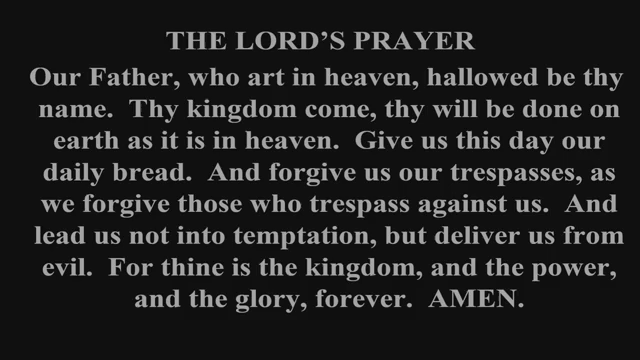 THE LORD'S PRAYER
Our Father, who art in heaven, hallowed be thy
name.  Thy kingdom come, thy will be done on
earth as it is in heaven.  Give us this day our
daily bread.  And forgive us our trespasses, as
we forgive those who trespass against us.  And
lead us not into temptation, but deliver us from
evil.  For thine is the kingdom, and the power,
and the glory, forever.  AMEN.